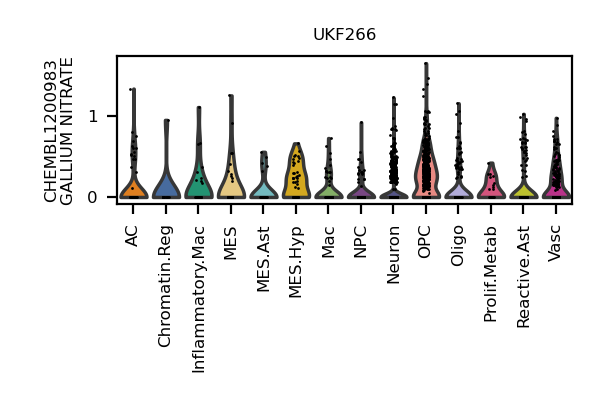 UKF266
CHEMBL1200983
GALLIUM NITRATE
1
0
AC
Chromatin.Reg
Inflammatory.Mac
MES
MES.Ast
MES.Hyp
Mac
NPC
Neuron
OPC
Oligo
Prolif.Metab
Reactive.Ast
Vasc